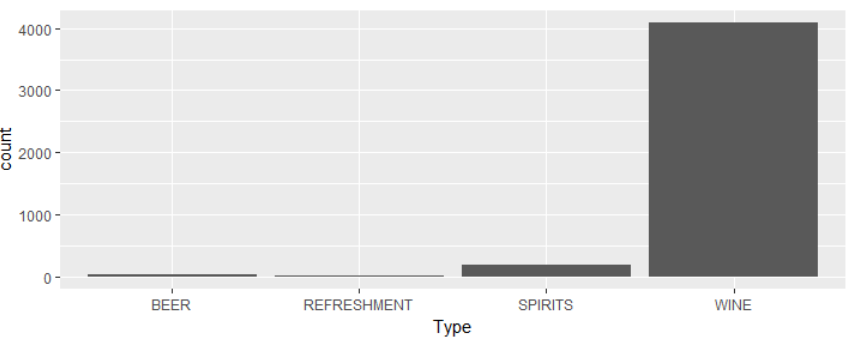 4000
3000
2000
1000
0
count
BEER REFRESHMENT SPIRITS WINE
Type